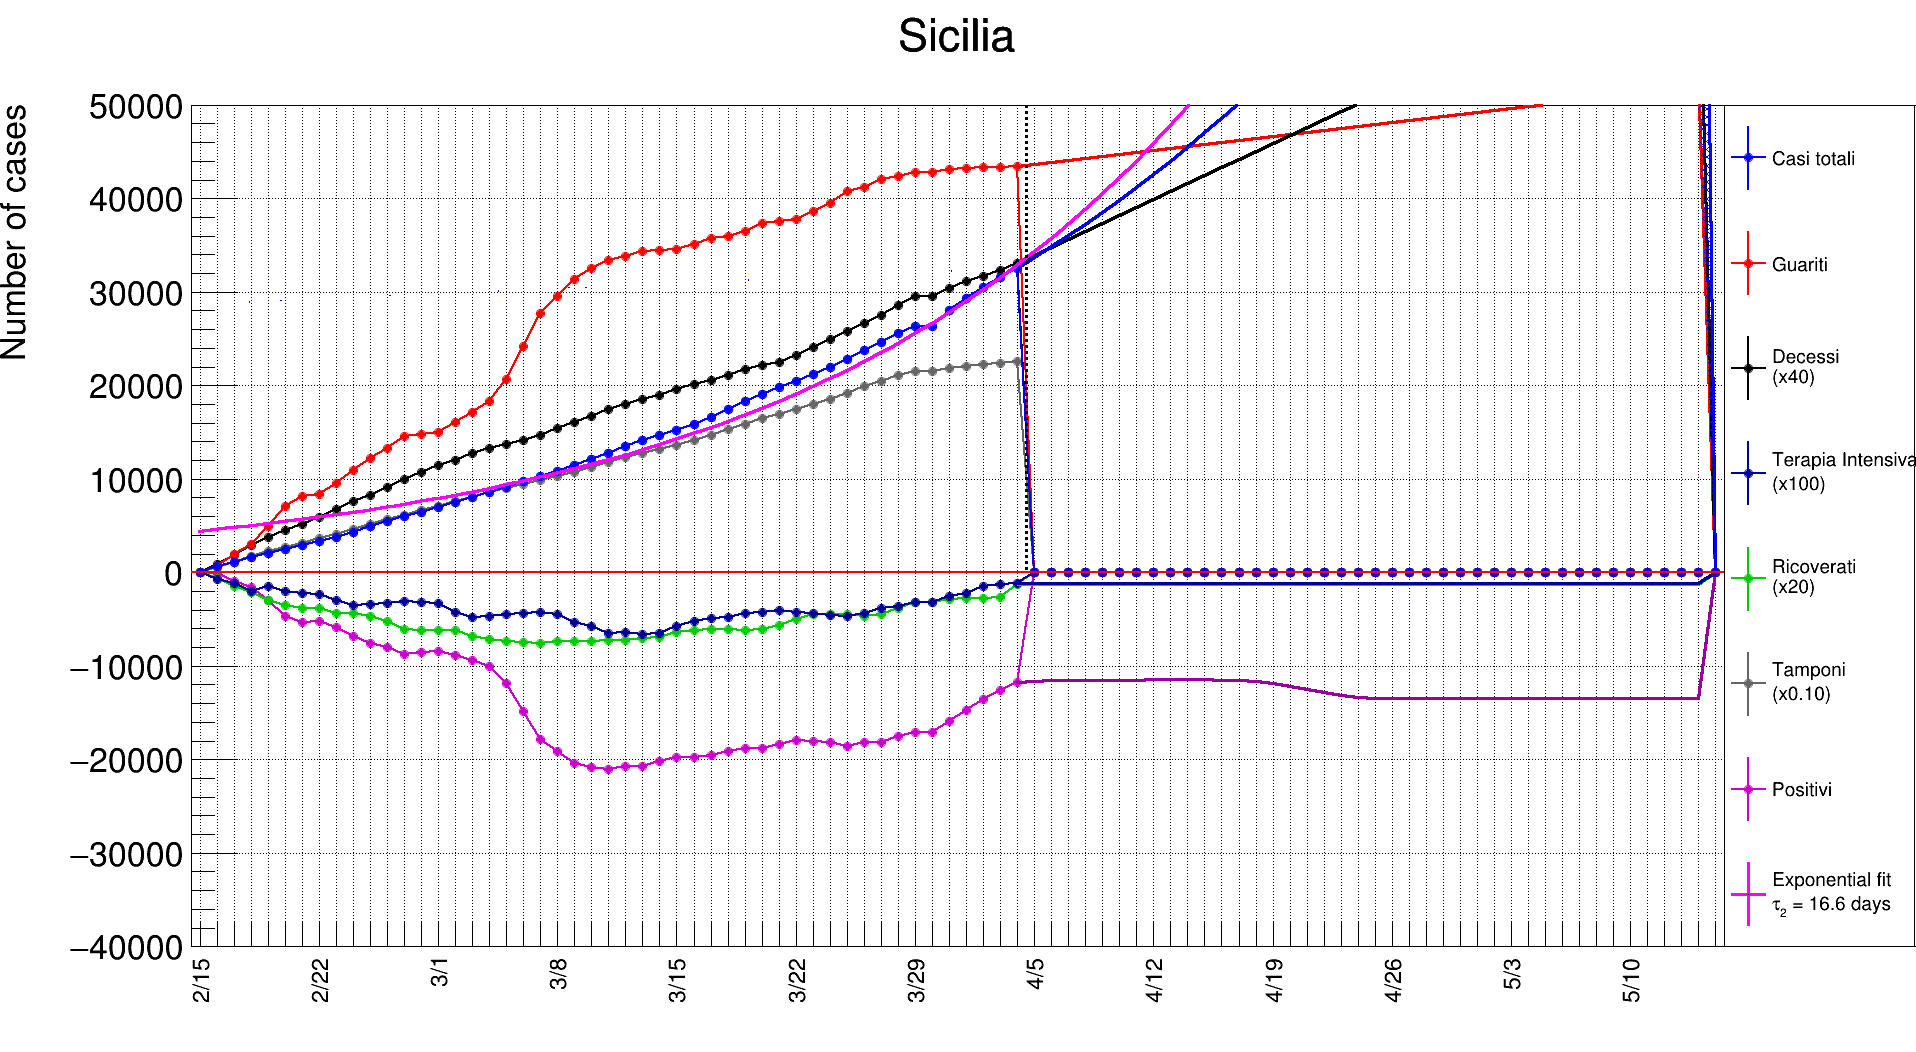 Sicilia
Number of cases
50000
40000
30000
20000
10000
0
−10000
−20000
−30000
−40000
2/15
2/22
3/1
3/8
3/15
3/22
3/29
4/5
4/12
4/19
4/26
5/3
5/10
Casi totali
Guariti
Decessi
(x40)
Terapia Intensiva
(x100)
Ricoverati
(x20)
Tamponi
(x0.10)
Positivi
Exponential fit
τ2 = 16.6 days